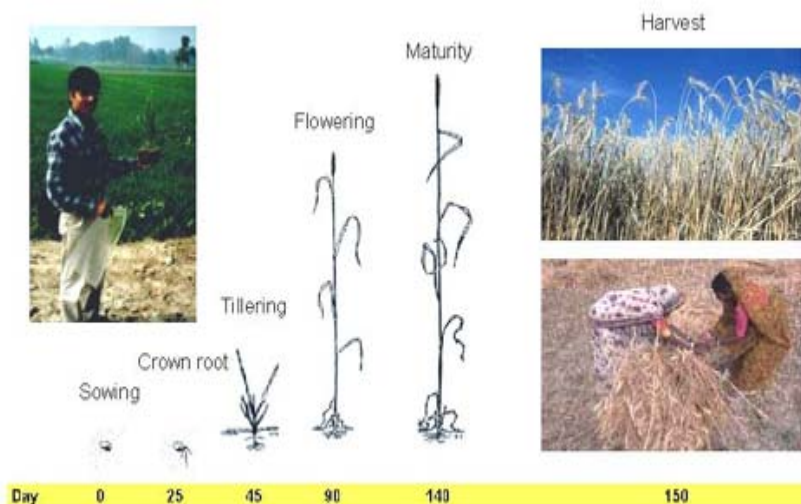 Harvest
Maturity
Flowering
Tillering
Crown root
Sowing
Day 0 25 45 90 140 150